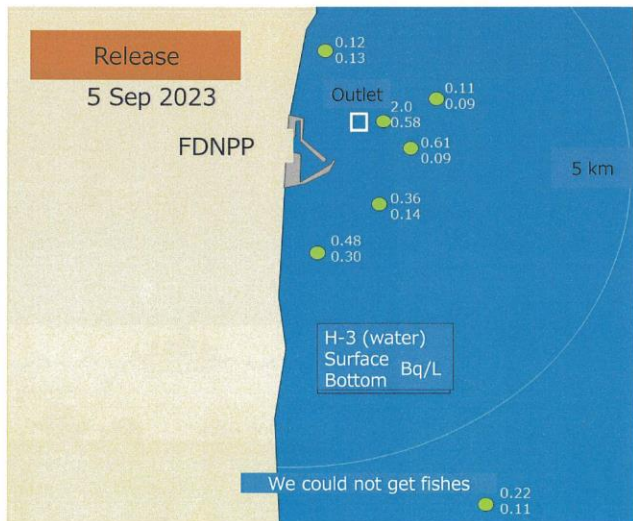 Release
5 Sep 2023
FDNPP
0.12
0.13
Outlet
0.11
0.09
2.0
0.58
0.61
0.09
5 km
0.36
0.14
0.48
0.30
H-3 (water)
Surface
Bottom
Bq/L
We could not get fishes
0.22
0.11